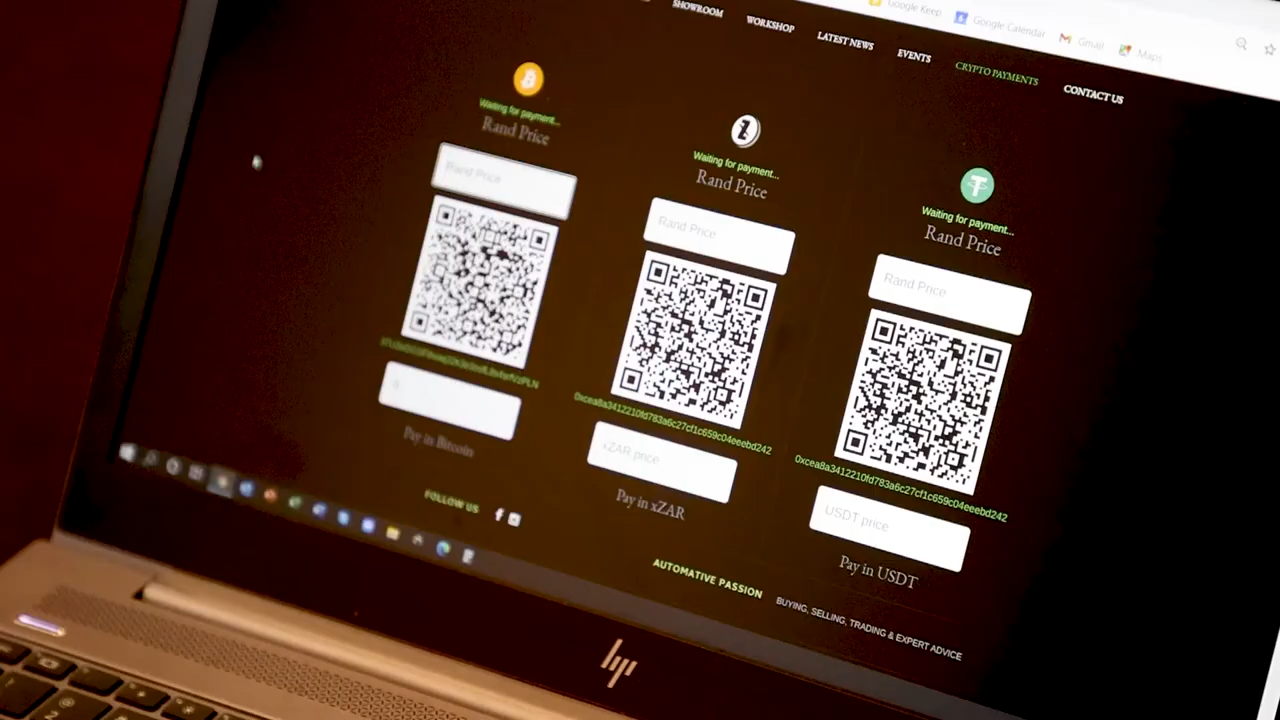 Google Keep
Google Calendar
Gmail
Maps
SHOWROOM
WORKSHOP
LATEST NEWS
EVENTS
CRYPTO PAYMENTS
CONTACT US
Waiting for payment...
Rand Price
Rand Price
Pay in Bitcoin
Waiting for payment...
Rand Price
Rand Price
0xcea8a3412210fd783a6c27cf1c659c04eeebd242
xZAR price
Pay in xZAR
Waiting for payment...
Rand Price
Rand Price
0xcea8a3412210fd783a6c27cf1c659c04eeebd242
USDT price
Pay in USDT
FOLLOW US
AUTOMATIVE PASSION
BUYING, SELLING, TRADING & EXPERT ADVICE
hp